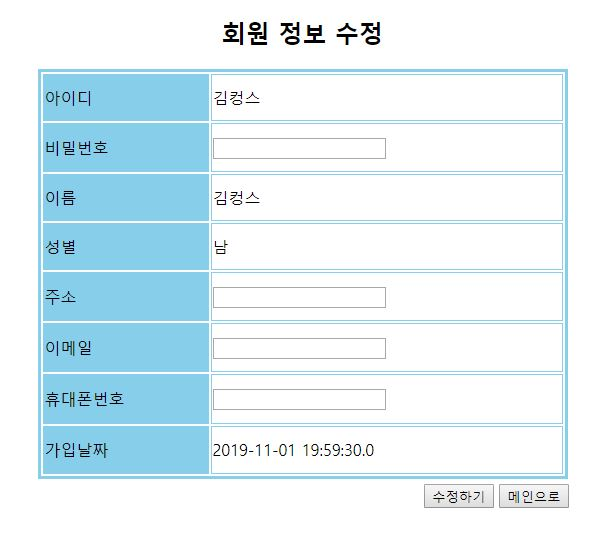 회원 정보 수정
아이디 김컹스
비밀번호
이름 김컹스
성별 남
주소
이메일
휴대폰번호
가입날짜 2019-11-01 19:59:30.0
수정하기 메인으로